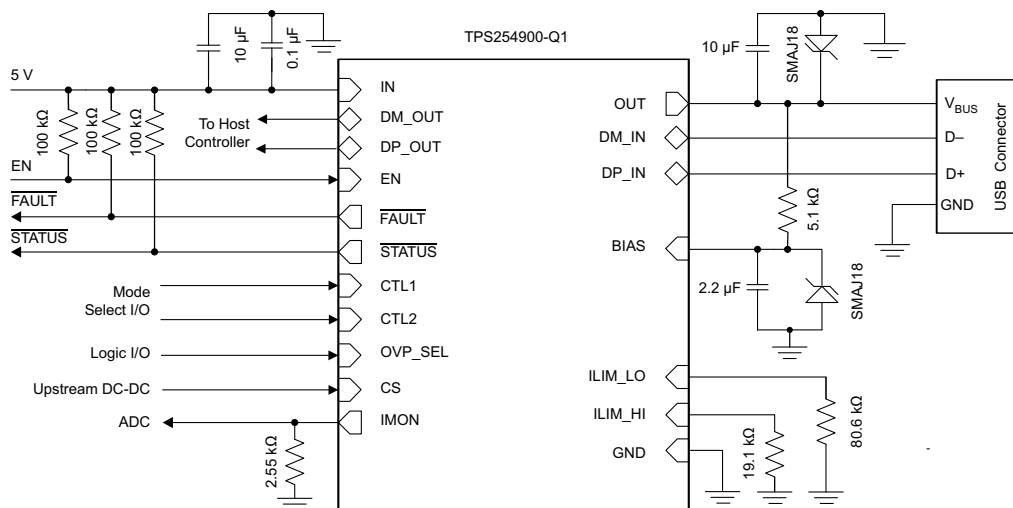 TPS254900-Q1
10 µF
0.1 µF
5 V
100 kΩ
100 kΩ
100 kΩ
To Host
Controller
EN
FAULT
STATUS
Mode
Select I/O
Logic I/O
Upstream DC-DC
ADC
2.55 kΩ
IN
DM_OUT
DP_OUT
EN
FAULT
STATUS
CTL1
CTL2
OVP_SEL
CS
IMON
OUT
DM_IN
DP_IN
BIAS
ILIM_LO
ILIM_HI
GND
10 µF
SMAJ18
5.1 kΩ
2.2 µF
SMAJ18
19.1 kΩ
80.6 kΩ
VBUS
D–
D+
GND
USB Connector